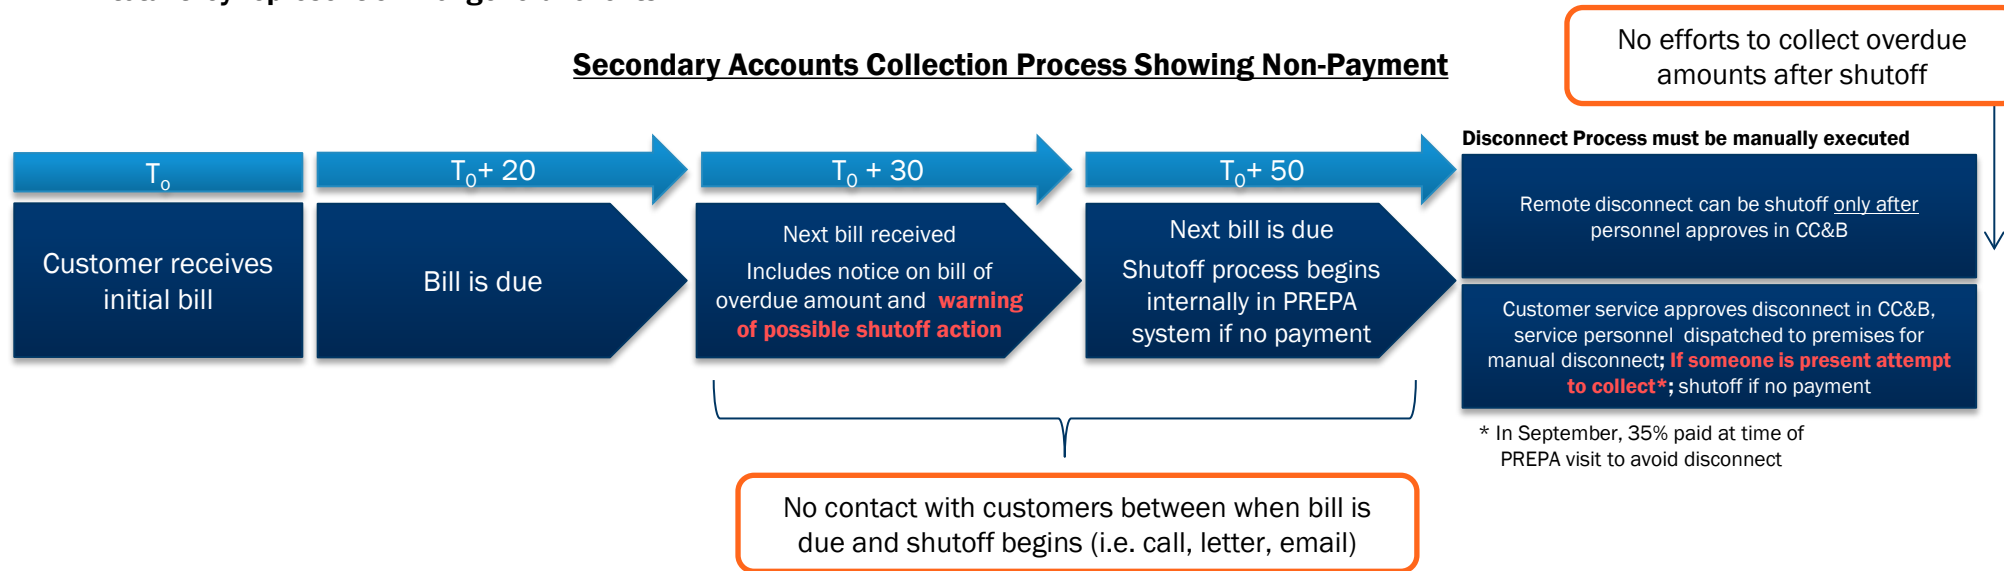 Secondary Accounts Collection Process Showing Non-Payment
No efforts to collect overdue
amounts after shutoff
T0
Customer receives
initial bill
T0+ 20
Bill is due
T0 + 30
Next bill received
Includes notice on bill of
overdue amount and warning
of possible shutoff action
T0+ 50
Next bill is due
Shutoff process begins
internally in PREPA
system if no payment
Disconnect Process must be manually executed
Remote disconnect can be shutoff only after
personnel approves in CC&B
Customer service approves disconnect in CC&B,
service personnel dispatched to premises for
manual disconnect; If someone is present attempt
to collect*; shutoff if no payment
* In September, 35% paid at time of
PREPA visit to avoid disconnect
No contact with customers between when bill is
due and shutoff begins (i.e. call, letter, email)